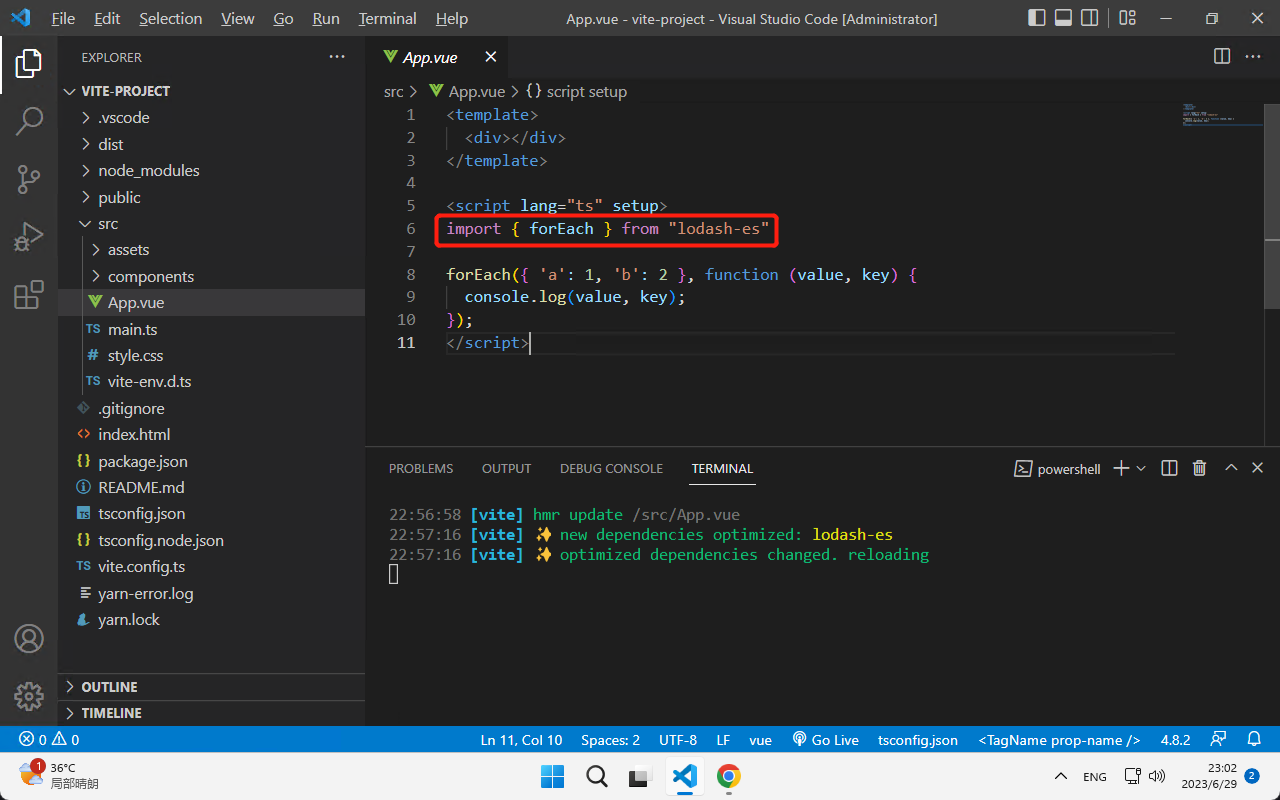 File Edit Selection View Go Run Terminal Help App.vue - vite-project - Visual Studio Code [Administrator]
EXPLORER
VITE-PROJECT
.vscode
dist
node_modules
public
src
assets
components
App.vue
TS main.ts
# style.css
TS vite-env.d.ts
.gitignore
<> index.html
{} package.json
README.md
TS tsconfig.json
{} tsconfig.node.json
TS vite.config.ts
yarn-error.log
yarn.lock
OUTLINE
TIMELINE
App.vue
src > App.vue > {} script setup
1 <template>
2 <div></div>
3 </template>
4
5 <script lang="ts" setup>
6 import { forEach } from "lodash-es"
7
8 forEach({ 'a': 1, 'b': 2 }, function (value, key) {
9 console.log(value, key);
10 });
11 </script>
PROBLEMS OUTPUT DEBUG CONSOLE TERMINAL powershell
22:56:58 [vite] hmr update /src/App.vue
22:57:16 [vite] ✨ new dependencies optimized: lodash-es
22:57:16 [vite] ✨ optimized dependencies changed. reloading
0 0 Ln 11, Col 10 Spaces: 2 UTF-8 LF vue Go Live tsconfig.json <TagName prop-name /> 4.8.2
1 36°C
局部晴朗
ENG
23:02
2023/6/29
2